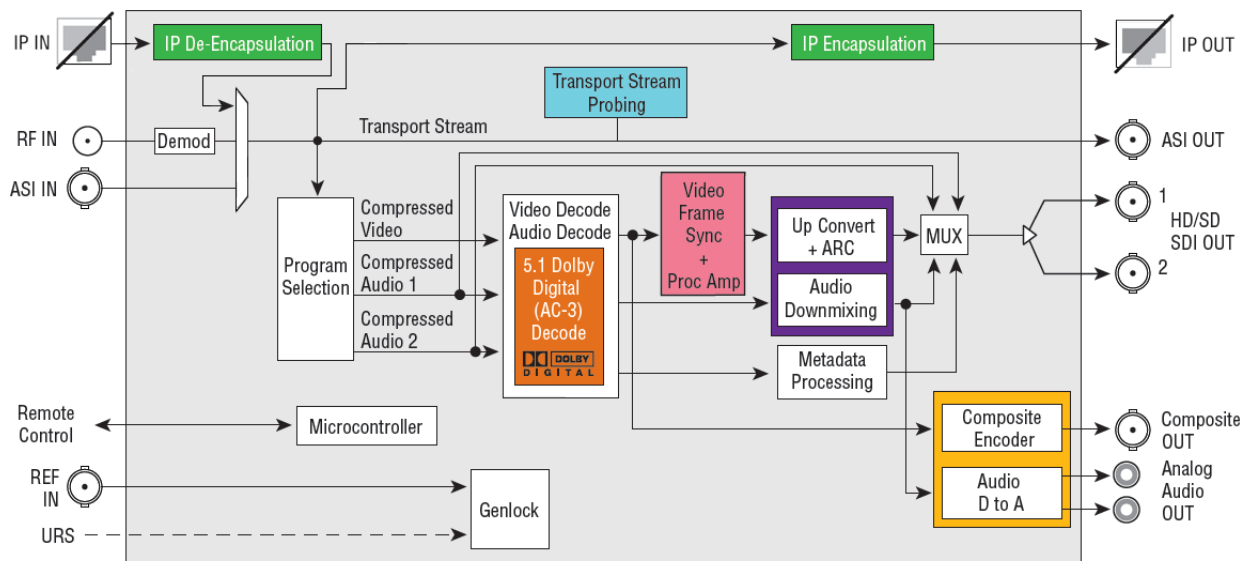 IP IN
IP De-Encapsulation
IP Encapsulation
IP OUT
Transport Stream
Probing
RF IN
Demod
Transport Stream
ASI OUT
ASI IN
Compressed
Video
Compressed
Audio 1
Compressed
Audio 2
Program
Selection
Video Decode
Audio Decode
5.1 Dolby
Digital
(AC-3)
Decode
DOLBY
DIGITAL
Video
Frame
Sync
+
Proc Amp
Up Convert
+ ARC
Audio
Downmixing
MUX
1
HD/SD
SDI OUT
2
Metadata
Processing
Remote
Control
Microcontroller
Composite
Encoder
Composite
OUT
REF
IN
Genlock
Audio
D to A
Analog
Audio
OUT
URS